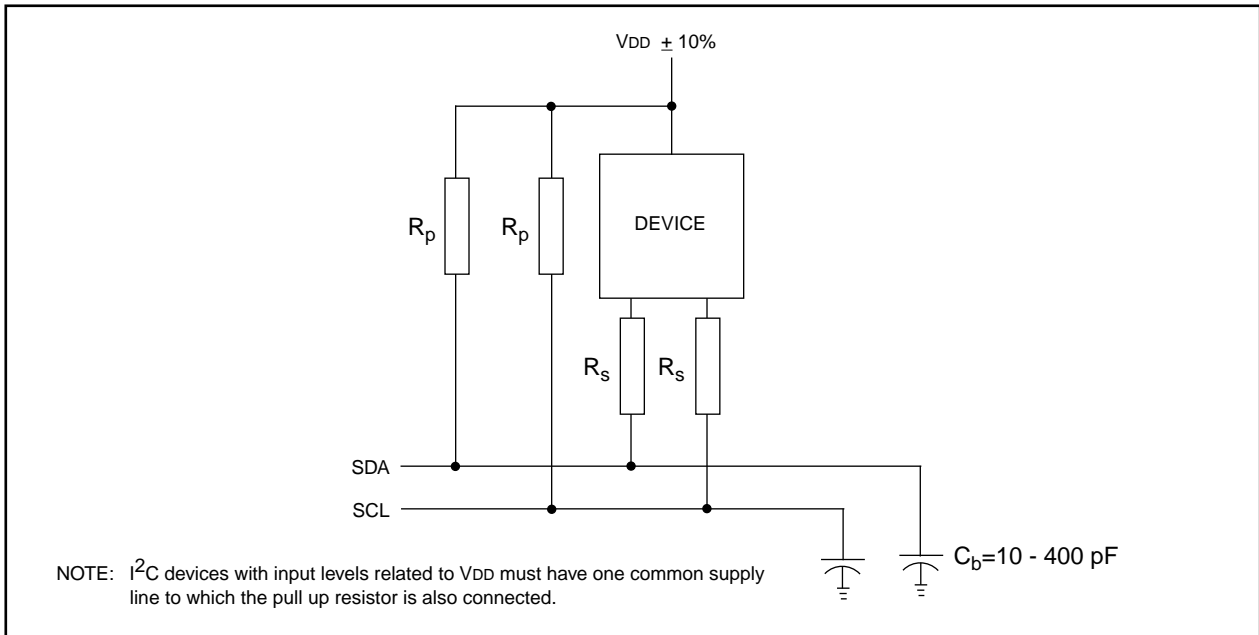 VDD ± 10%
DEVICE
Rp
Rp
Rs
Rs
SDA
SCL
Cb=10 - 400 pF
NOTE: I2C devices with input levels related to VDD must have one common supply
line to which the pull up resistor is also connected.